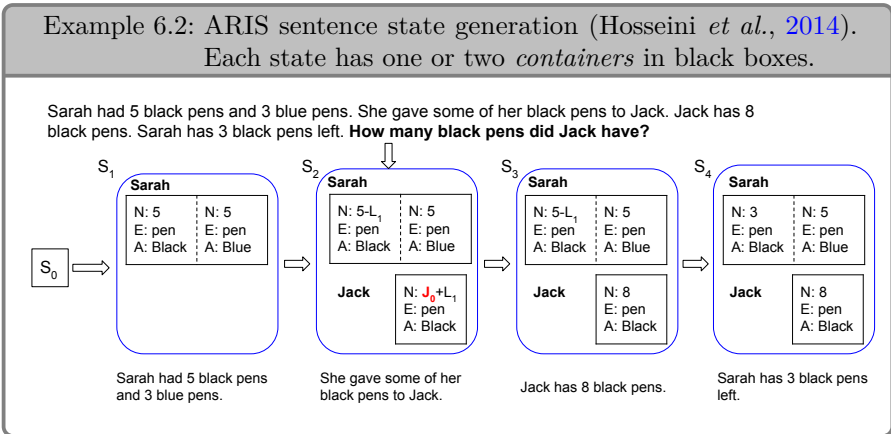 Example 6.2: ARIS sentence state generation (Hosseini et al., 2014).
Each state has one or two containers in black boxes.
Sarah had 5 black pens and 3 blue pens. She gave some of her black pens to Jack. Jack has 8
black pens. Sarah has 3 black pens left. How many black pens did Jack have?
S0
S1
Sarah
N: 5
E: pen
A: Black
N: 5
E: pen
A: Blue
Sarah had 5 black pens
and 3 blue pens.
S2
Sarah
N: 5-L1
E: pen
A: Black
N: 5
E: pen
A: Blue
Jack
N: J0+L1
E: pen
A: Black
She gave some of her
black pens to Jack.
S3
Sarah
N: 5-L1
E: pen
A: Black
N: 5
E: pen
A: Blue
Jack
N: 8
E: pen
A: Black
Jack has 8 black pens.
S4
Sarah
N: 3
E: pen
A: Black
N: 5
E: pen
A: Blue
Jack
N: 8
E: pen
A: Black
Sarah has 3 black pens
left.